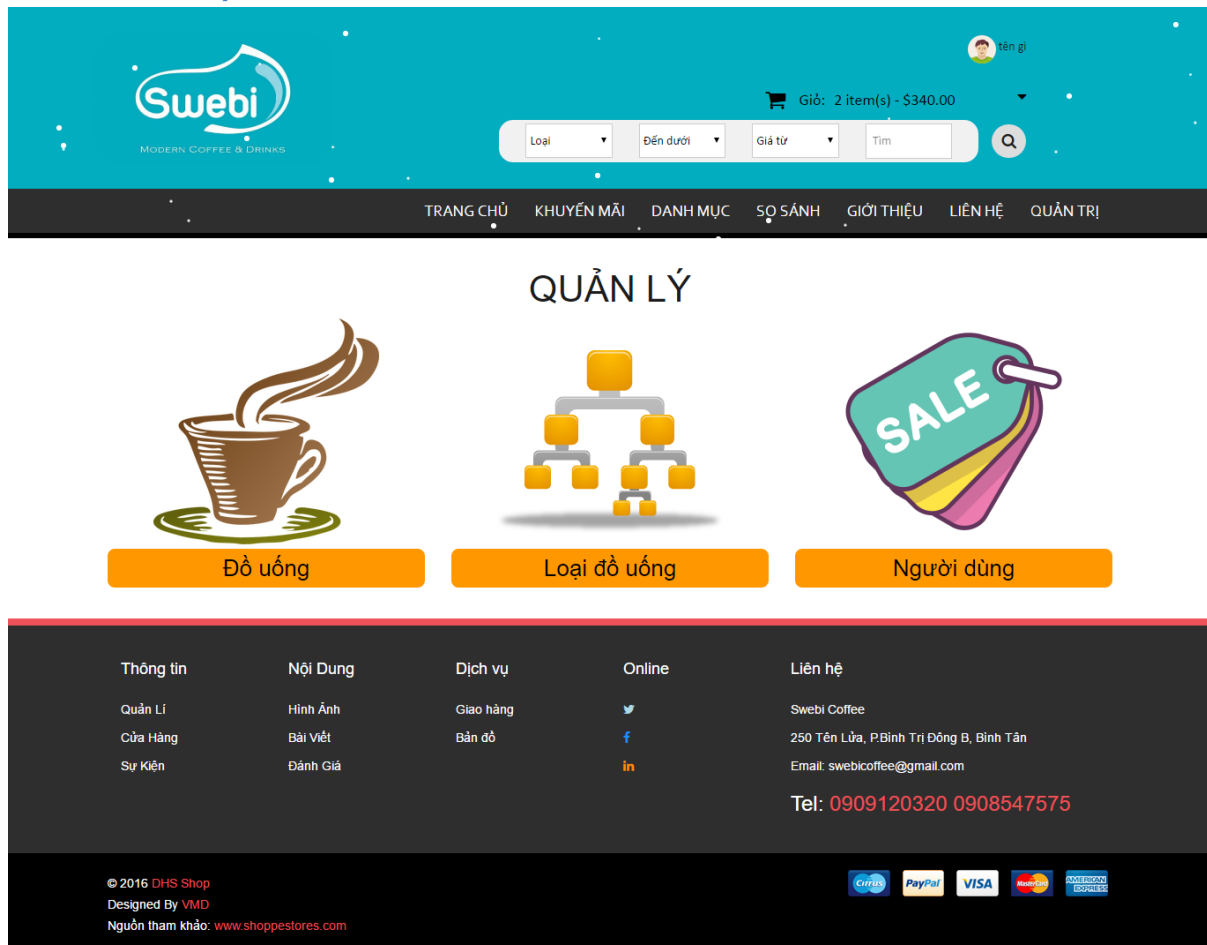 Swebi
MODERN COFFEE & DRINKS
tên gì
Giỏ: 2 item(s) - $340.00
Loại
Đến dưới
Giá từ
Tìm
TRANG CHỦ KHUYẾN MÃI DANH MỤC SO SÁNH GIỚI THIỆU LIÊN HỆ QUẢN TRỊ
QUẢN LÝ
SALE
Đồ uống
Loại đồ uống
Người dùng
Thông tin
Quản Lí
Cửa Hàng
Sự Kiện
Nội Dung
Hình Ảnh
Bài Viết
Đánh Giá
Dịch vụ
Giao hàng
Bản đồ
Online
Liên hệ
Swebi Coffee
250 Tên Lửa, P.Bình Trị Đông B, Bình Tân
Email: swebicoffee@gmail.com
Tel: 0909120320 0908547575
© 2016 DHS Shop
Designed By VMD
Nguồn tham khảo: www.shoppestores.com
Cirrus
PayPal
VISA
MasterCard
AMERICAN EXPRESS